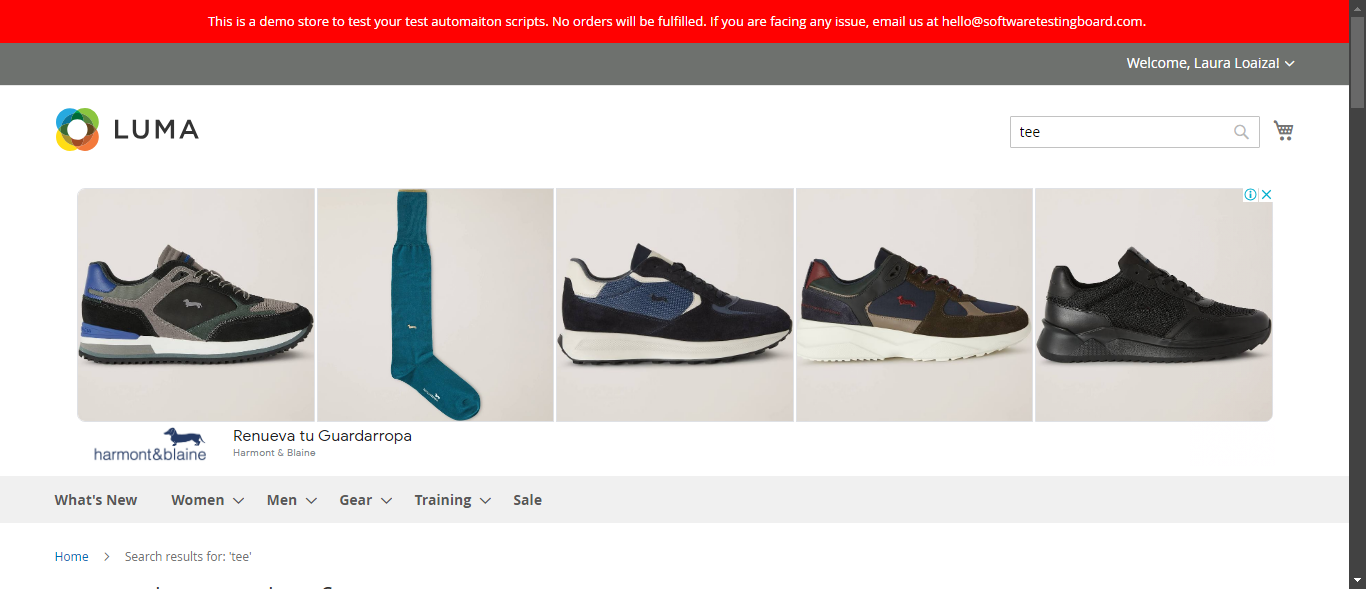 This is a demo store to test your test automaiton scripts. No orders will be fulfilled. If you are facing any issue, email us at hello@softwaretestingboard.com.
Welcome, Laura Loaiza!
LUMA
tee
harmont&blaine
Renueva tu Guardarropa
Harmont & Blaine
What's New Women Men Gear Training Sale
Home > Search results for: 'tee'